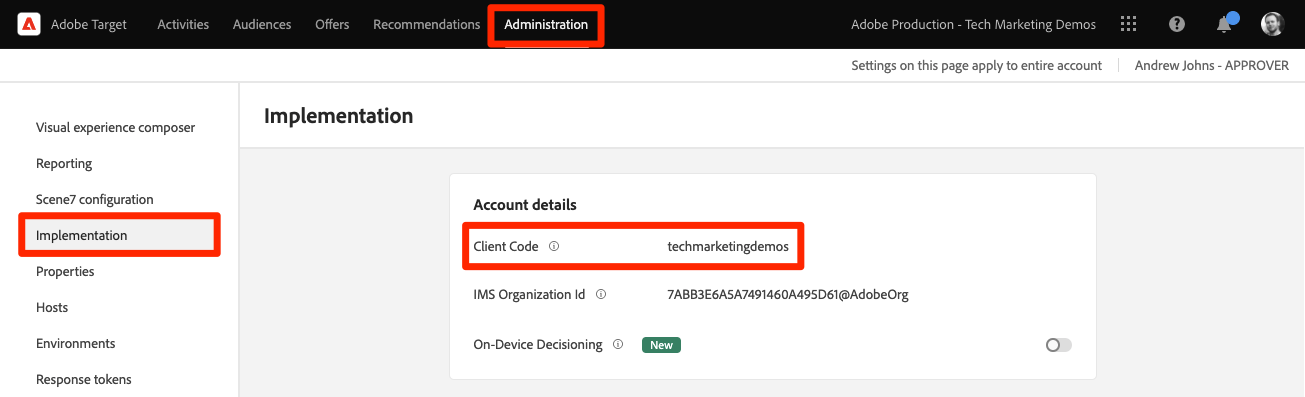 Adobe Target Activities Audiences Offers Recommendations Administration Adobe Production - Tech Marketing Demos
Settings on this page apply to entire account Andrew Johns - APPROVER
Visual experience composer
Reporting
Scene7 configuration
Implementation
Properties
Hosts
Environments
Response tokens
Implementation
Account details
Client Code techmarketingdemos
IMS Organization Id 7ABB3E6A5A7491460A495D61@AdobeOrg
On-Device Decisioning New